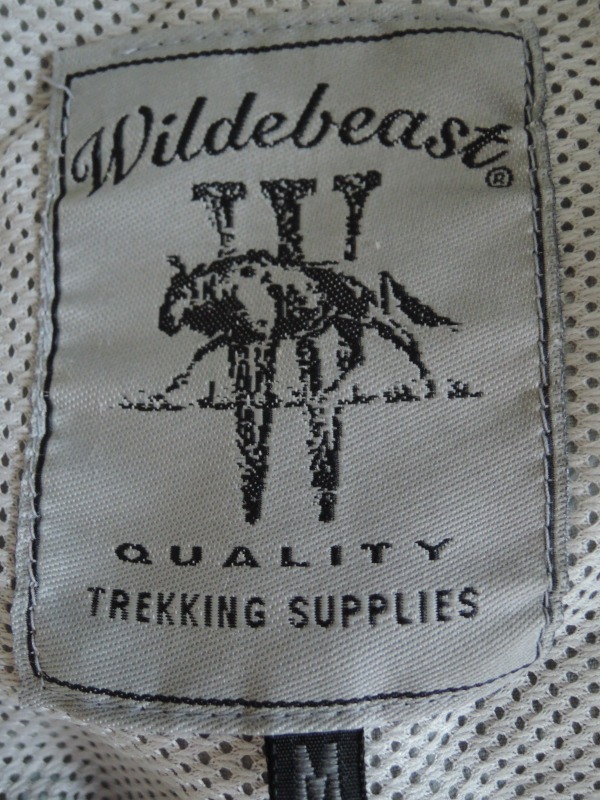 Wildebeast®
W
QUALITY
TREKKING SUPPLIES
M